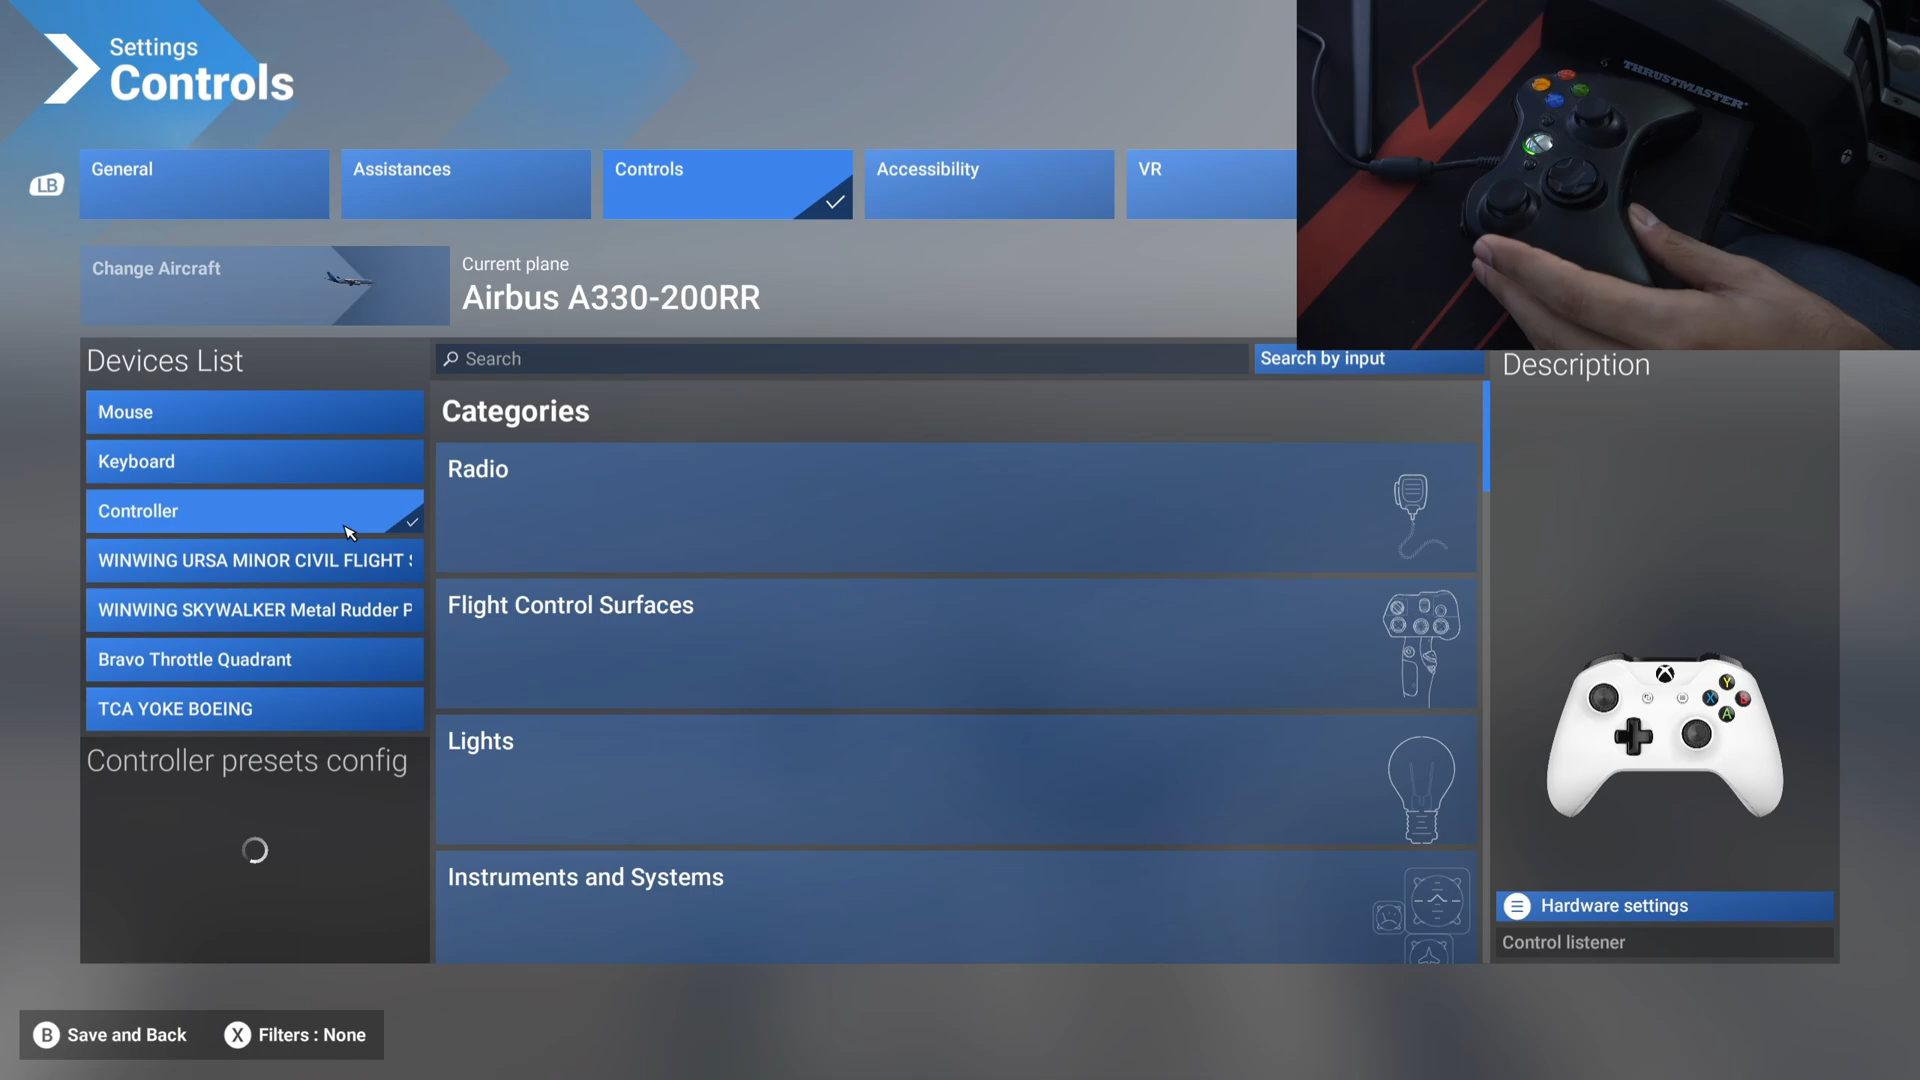 Settings
Controls
LB
General
Assistances
Controls
Accessibility
VR
THRUSTMASTER
Change Aircraft
Current plane
Airbus A330-200RR
Devices List
Search
Search by input
Description
Mouse
Keyboard
Controller
WINWING URSA MINOR CIVIL FLIGHT
WINWING SKYWALKER Metal Rudder P
Bravo Throttle Quadrant
TCA YOKE BOEING
Controller presets config
Categories
Radio
Flight Control Surfaces
Lights
Instruments and Systems
Y
X
B
A
Hardware settings
Control listener
B Save and Back
X Filters : None